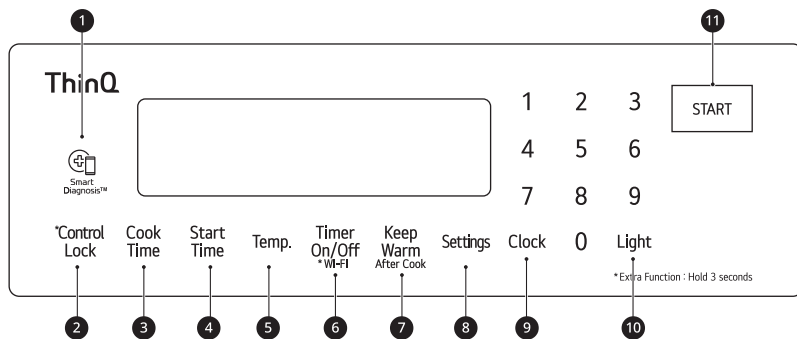 1
11
ThinQ
1 2 3
START
4 5 6
Smart
Diagnosis™
7 8 9
*Control
Lock
Cook
Time
Start
Time
Temp.
Timer
On/Off
*WI-FI
Keep
Warm
After Cook
Settings
Clock
0
Light
*Extra Function : Hold 3 seconds
2 3 4 5 6 7 8 9 10